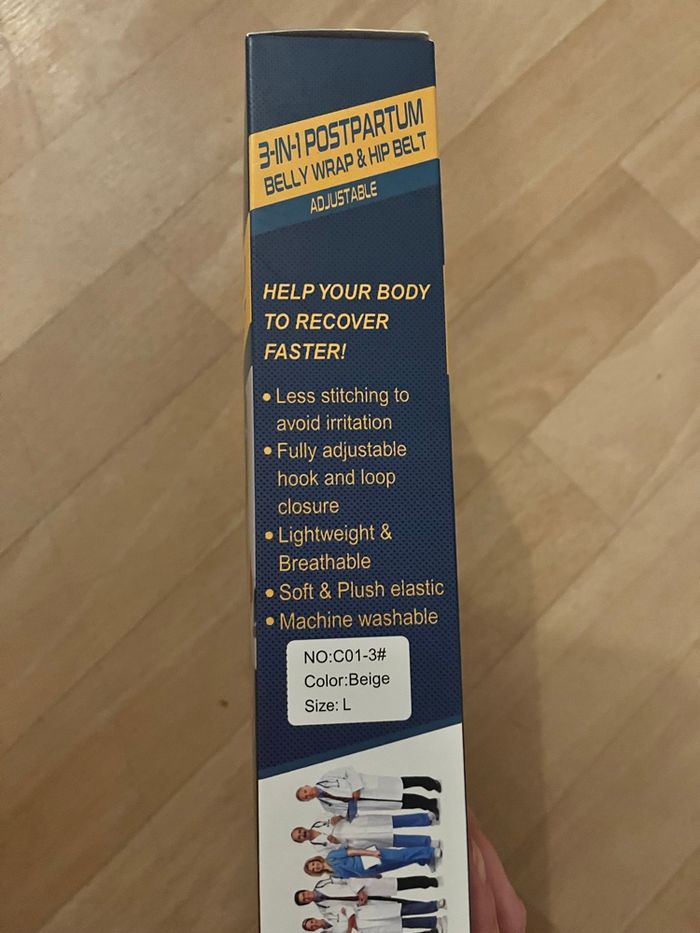 3-IN-1 POSTPARTUM
BELLY WRAP & HIP BELT
ADJUSTABLE
HELP YOUR BODY
TO RECOVER
FASTER!
• Less stitching to
avoid irritation
• Fully adjustable
hook and loop
closure
• Lightweight &
Breathable
• Soft & Plush elastic
• Machine washable
NO:C01-3#
Color:Beige
Size: L